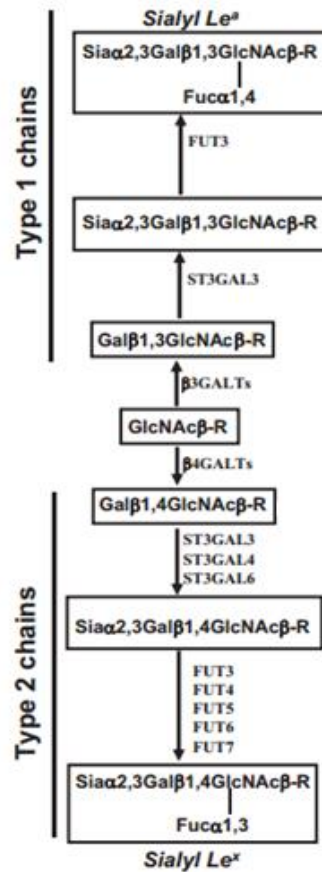 Sialyl Leᵃ
Siaα2,3Galβ1,3GlcNAcβ-R
Fucα1,4
FUT3
Siaα2,3Galβ1,3GlcNAcβ-R
ST3GAL3
Galβ1,3GlcNAcβ-R
β3GALTs
Type 1 chains
GlcNAcβ-R
β4GALTs
Galβ1,4GlcNAcβ-R
ST3GAL3
ST3GAL4
ST3GAL6
Siaα2,3Galβ1,4GlcNAcβ-R
FUT3
FUT4
FUT5
FUT6
FUT7
Siaα2,3Galβ1,4GlcNAcβ-R
Fucα1,3
Sialyl Leˣ
Type 2 chains